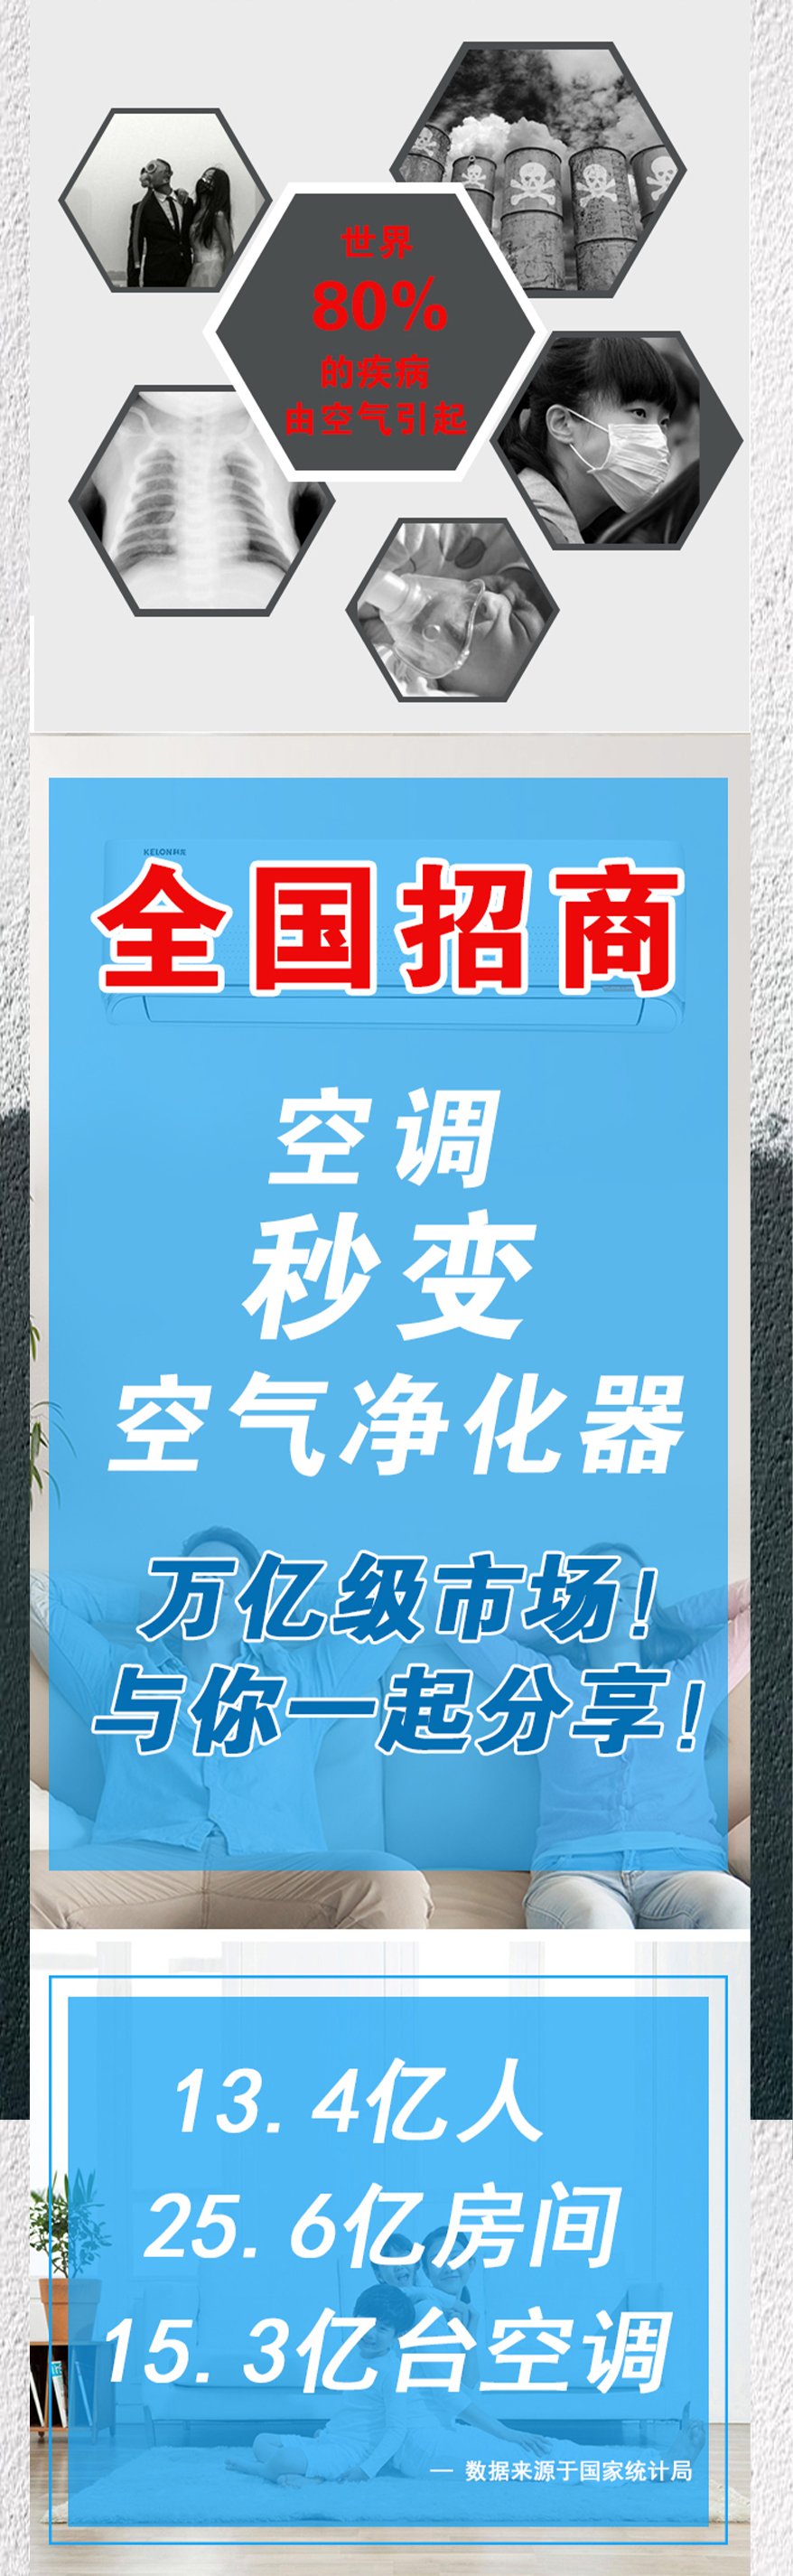 世界
80%
的疾病
由空气引起
KELON科龙
全国招商
空调
秒变
空气净化器
万亿级市场!
与你一起分享!
13.4亿人
25.6亿房间
15.3亿台空调
— 数据来源于国家统计局